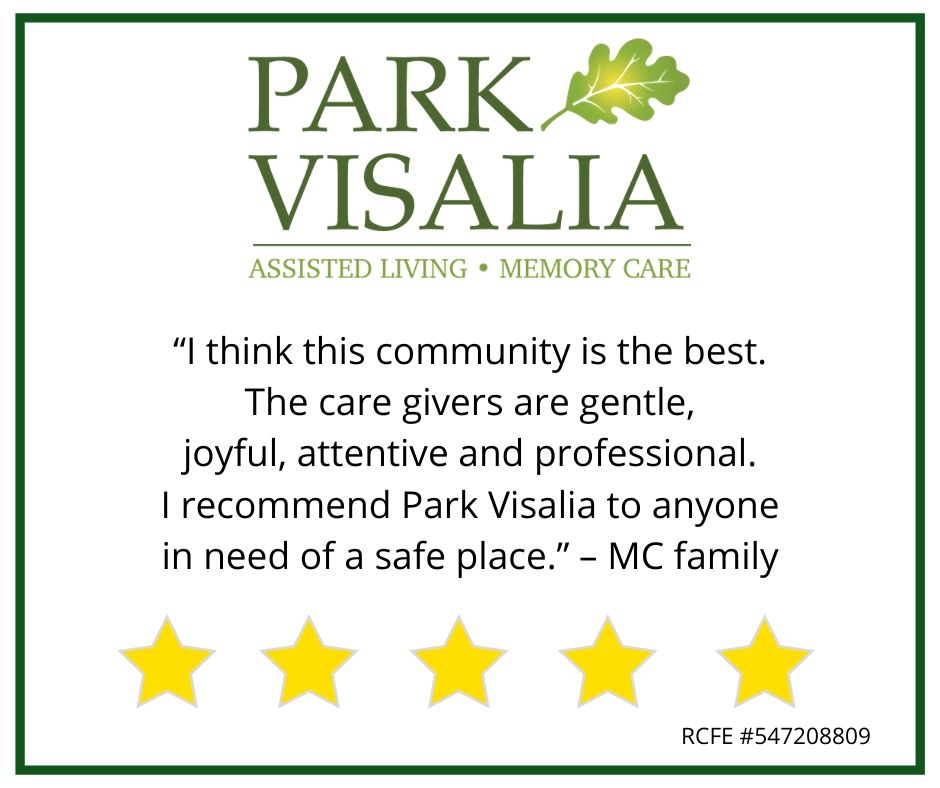 PARK
VISALIA
ASSISTED LIVING • MEMORY CARE
“I think this community is the best.
The care givers are gentle,
joyful, attentive and professional.
I recommend Park Visalia to anyone
in need of a safe place.” – MC family
RCFE #547208809